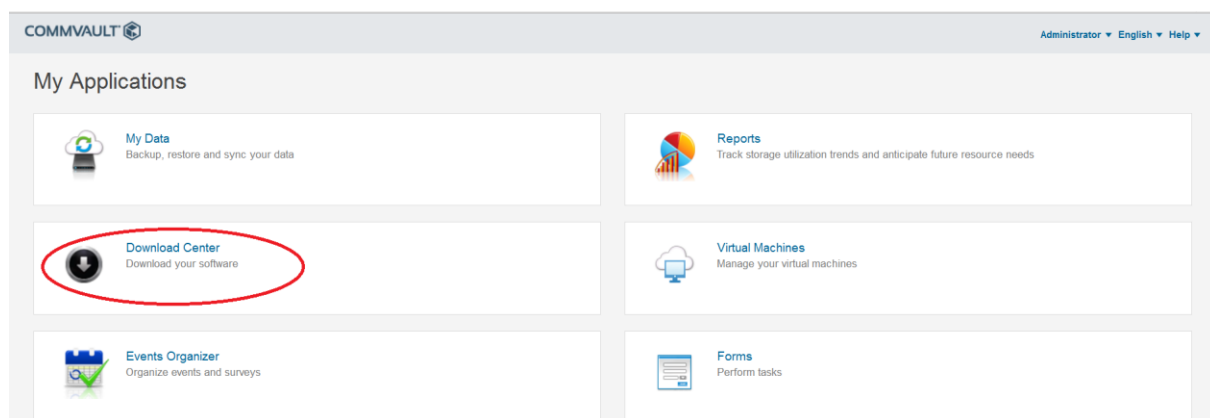 COMMVAULT
Administrator ▾ English ▾ Help ▾
My Applications
My Data
Backup, restore and sync your data
Reports
Track storage utilization trends and anticipate future resource needs
Download Center
Download your software
Virtual Machines
Manage your virtual machines
Events Organizer
Organize events and surveys
Forms
Perform tasks